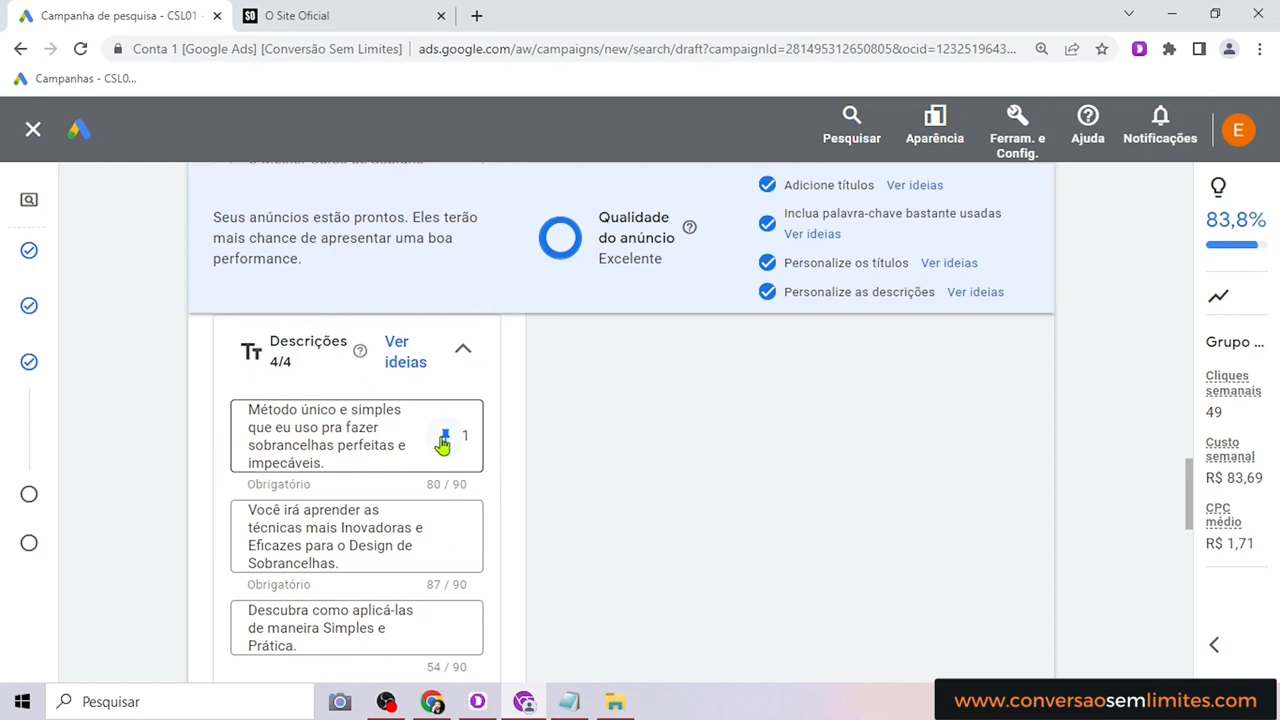 Campanha de pesquisa - CSL01 -
O Site Oficial
Conta 1 [Google Ads] [Conversão Sem Limites]
ads.google.com/aw/campaigns/new/search/draft?campaignId=281495312650805&ocid=1232519643...
Campanhas - CSL0...
Pesquisar
Aparência
Ferram. e
Config.
Ajuda
Notificações
E
Adicione títulos Ver ideias
Seus anúncios estão prontos. Eles terão
mais chance de apresentar uma boa
performance.
Qualidade
do anúncio
Excelente
Inclua palavra-chave bastante usadas
Ver ideias
Personalize os títulos Ver ideias
Personalize as descrições Ver ideias
83,8%
Descrições
4/4
Ver
ideias
Método único e simples
que eu uso pra fazer
sobrancelhas perfeitas e
impecáveis.
1
Obrigatório 80 / 90
Você irá aprender as
técnicas mais Inovadoras e
Eficazes para o Design de
Sobrancelhas.
Obrigatório 87 / 90
Descubra como aplicá-las
de maneira Simples e
Prática.
54 / 90
Grupo ...
Cliques
semanais
49
Custo
semanal
R$ 83,69
CPC
médio
R$ 1,71
Pesquisar
www.conversaosemlimites.com